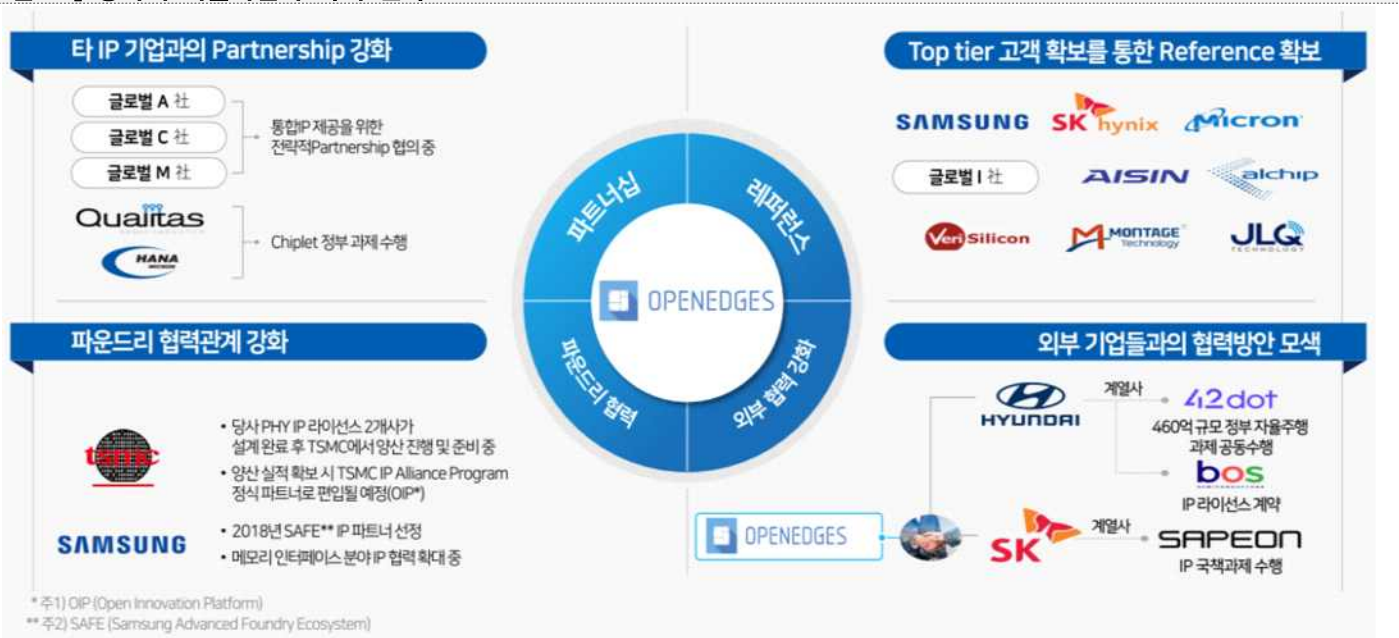 타 IP 기업과의 Partnership 강화
글로벌 A 社
글로벌 C 社
글로벌 M 社
통합IP 제공을 위한
전략적Partnership 협의 중
Qualitas
HANA
MICRON
Chiplet 정부 과제 수행
Top tier 고객 확보를 통한 Reference 확보
SAMSUNG
SK hynix
Micron
글로벌 I 社
AISIN
alchip
VeriSilicon
MONTAGE
Technology
JLQ
TECHNOLOGY
파트너십
레퍼런스
OPENEDGES
파운드리 협력
외부 협력 강화
파운드리 협력관계 강화
tsmc
• 당사 PHY IP 라이선스 2개사가
설계 완료 후 TSMC에서 양산 진행 및 준비 중
• 양산 실적 확보 시 TSMC IP Alliance Program
정식 파트너로 편입될 예정(OIP*)
SAMSUNG
• 2018년 SAFE** IP 파트너 선정
• 메모리 인터페이스 분야 IP 협력 확대 중
외부 기업들과의 협력방안 모색
HYUNDAI
계열사
42dot
460억 규모 정부 자율주행
과제 공동수행
bos
IP 라이선스 계약
OPENEDGES
SK
계열사
SAPEON
IP 국책과제 수행
* 주1) OIP (Open Innovation Platform)
** 주2) SAFE (Samsung Advanced Foundry Ecosystem)